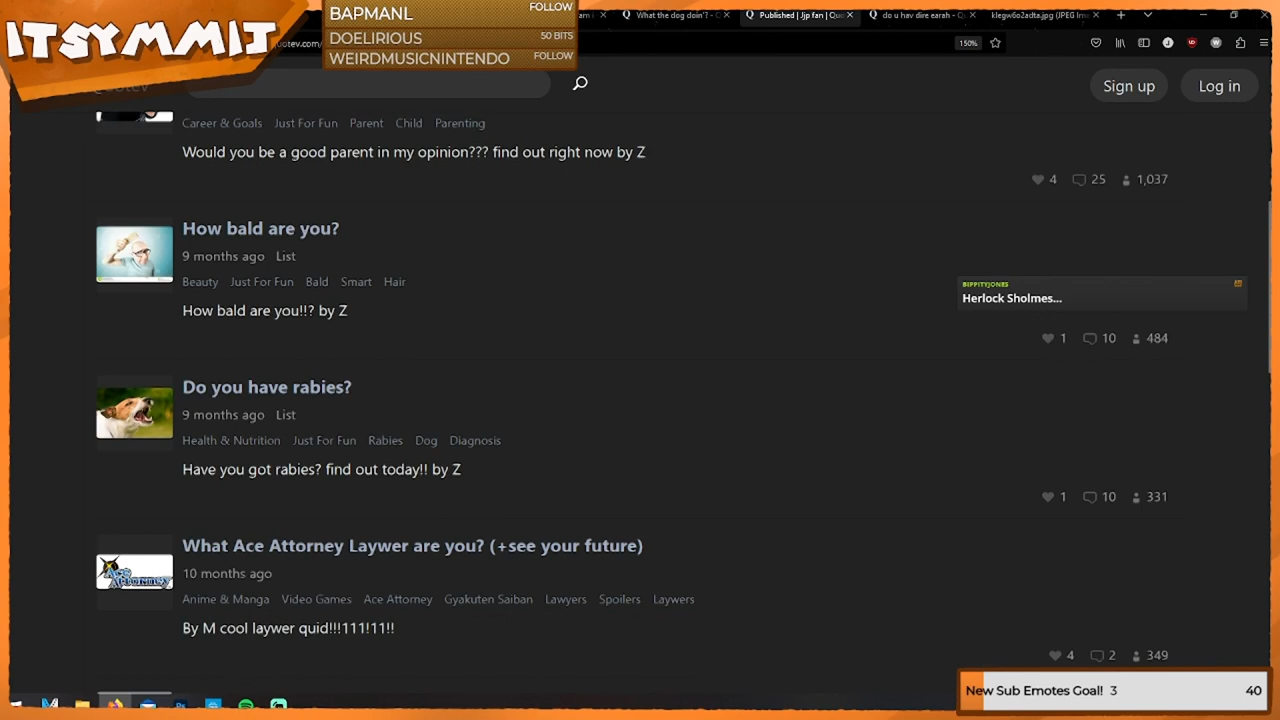 ITSYMMIJ
BAPMANL FOLLOW
DOELIRIOUS 50 BITS
WEIRDMUSICNINTENDO FOLLOW
What the dog doin'? - Q
Published | Jjp fan | Quo
do u hav dire earah - Qu
klegw6o2adta.jpg (JPEG Ima
150%
Sign up
Log in
Career & Goals Just For Fun Parent Child Parenting
Would you be a good parent in my opinion??? find out right now by Z
4 25 1,037
How bald are you?
9 months ago List
Beauty Just For Fun Bald Smart Hair
BIPPITYJONES
Herlock Sholmes...
How bald are you!!? by Z
1 10 484
Do you have rabies?
9 months ago List
Health & Nutrition Just For Fun Rabies Dog Diagnosis
Have you got rabies? find out today!! by Z
1 10 331
What Ace Attorney Laywer are you? (+see your future)
10 months ago
Ace Attorney
Anime & Manga Video Games Ace Attorney Gyakuten Saiban Lawyers Spoilers Laywers
By M cool laywer quid!!!111!11!!
4 2 349
New Sub Emotes Goal! 3 40